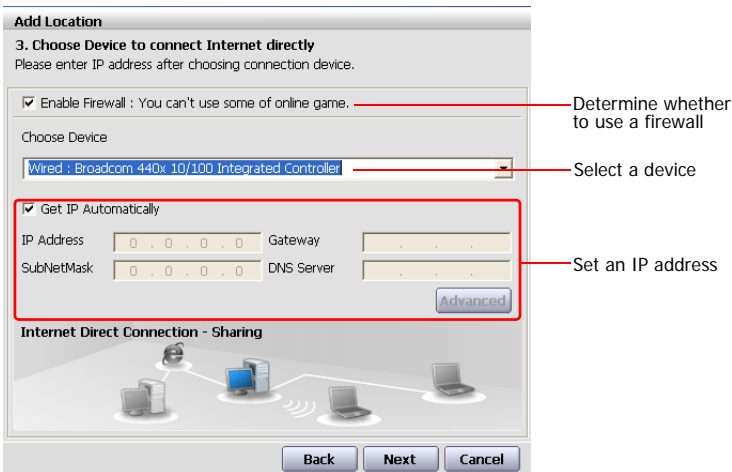 Add Location
3. Choose Device to connect Internet directly
Please enter IP address after choosing connection device.
Enable Firewall : You can't use some of online game.
Determine whether
to use a firewall
Choose Device
Wired : Broadcom 440x 10/100 Integrated Controller
Select a device
Get IP Automatically
IP Address 0 . 0 . 0 . 0 Gateway . . .
SubNetMask 0 . 0 . 0 . 0 DNS Server . . .
Set an IP address
Advanced
Internet Direct Connection - Sharing
Back Next Cancel